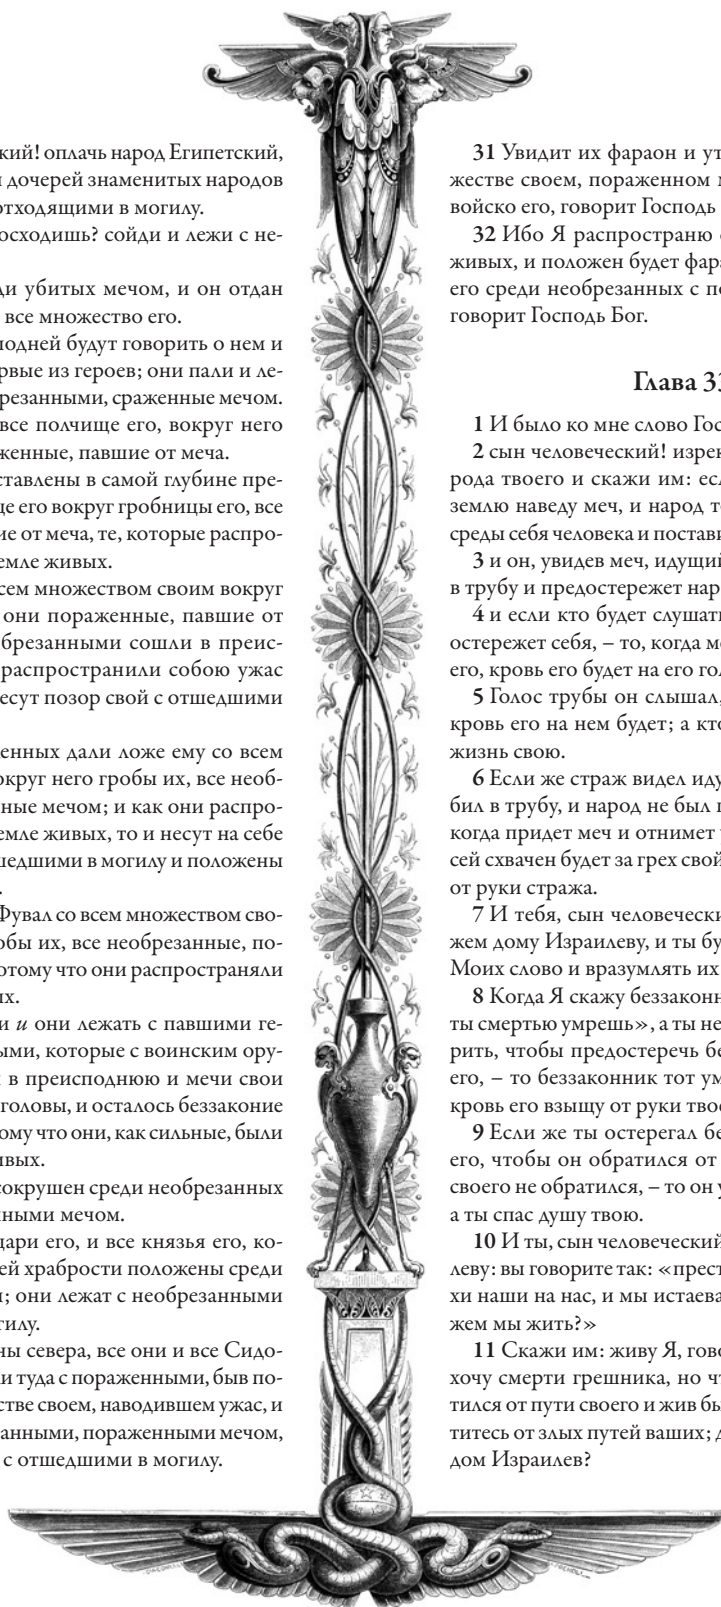 кий! оплачь народ Египетский,
и дочерей знаменитых народов
отходящими в могилу.
осходишь? сойди и лежи с не-
ди убитых мечом, и он отдан
все множество его.
подней будут говорить о нем и
рвые из героев; они пали и ле-
брезанными, сраженные мечом.
все полчище его, вокруг него
женные, павшие от меча.
ставлены в самой глубине пре-
ще его вокруг гробницы его, все
ие от меча, те, которые распро-
емле живых.
сем множеством своим вокруг
они пораженные, павшие от
брезанными сошли в преис-
распространили собою ужас
есут позор свой с отшедшими
женных дали ложе ему со всем
округ него гробы их, все необ-
ные мечом; и как они распро-
емле живых, то и несут на себе
шедшими в могилу и положены
.
Фувал со всем множеством сво-
обы их, все необрезанные, по-
отому что они распространяли
ых.
и и они лежать с павшими ге-
ыми, которые с воинским ору-
в преисподнюю и мечи свои
головы, и осталось беззаконие
ому что они, как сильные, были
ивых.
сокрушен среди необрезанных
нными мечом.
цари его, и все князья его, ко-
ей храбрости положены среди
и; они лежат с необрезанными
гилу.
ны севера, все они и все Сидо-
и туда с пораженными, быв по-
стве своем, наводившем ужас, и
анными, пораженными мечом,
с отшедшими в могилу.
31 Увидит их фараон и ут
жестве своем, пораженном м
войско его, говорит Господь
32 Ибо Я распространю с
живых, и положен будет фара
его среди необрезанных с по
говорит Господь Бог.
Глава 33
1 И было ко мне слово Гос
2 сын человеческий! изрек
рода твоего и скажи им: есл
землю наведу меч, и народ то
среды себя человека и постави
3 и он, увидев меч, идущий
в трубу и предостережет нар
4 и если кто будет слушать
остережет себя, – то, когда ме
его, кровь его будет на его гол
5 Голос трубы он слышал,
кровь его на нем будет; а кто
жизнь свою.
6 Если же страж видел иду
бил в трубу, и народ не был п
когда придет меч и отнимет у
сей схвачен будет за грех свой
от руки стража.
7 И тебя, сын человечески
жем дому Израилеву, и ты бу
Моих слово и вразумлять их
8 Когда Я скажу беззаконн
ты смертью умрешь», а ты не
рить, чтобы предостеречь бе
его, – то беззаконник тот ум
кровь его взыщу от руки твое
9 Если же ты остерегал бе
его, чтобы он обратился от
своего не обратился, – то он у
а ты спас душу твою.
10 И ты, сын человеческий
леву: вы говорите так: «прест
хи наши на нас, и мы истаева
жем мы жить?»
11 Скажи им: живу Я, гово
хочу смерти грешника, но чт
тился от пути своего и жив бы
титесь от злых путей ваших; д
дом Израилев?